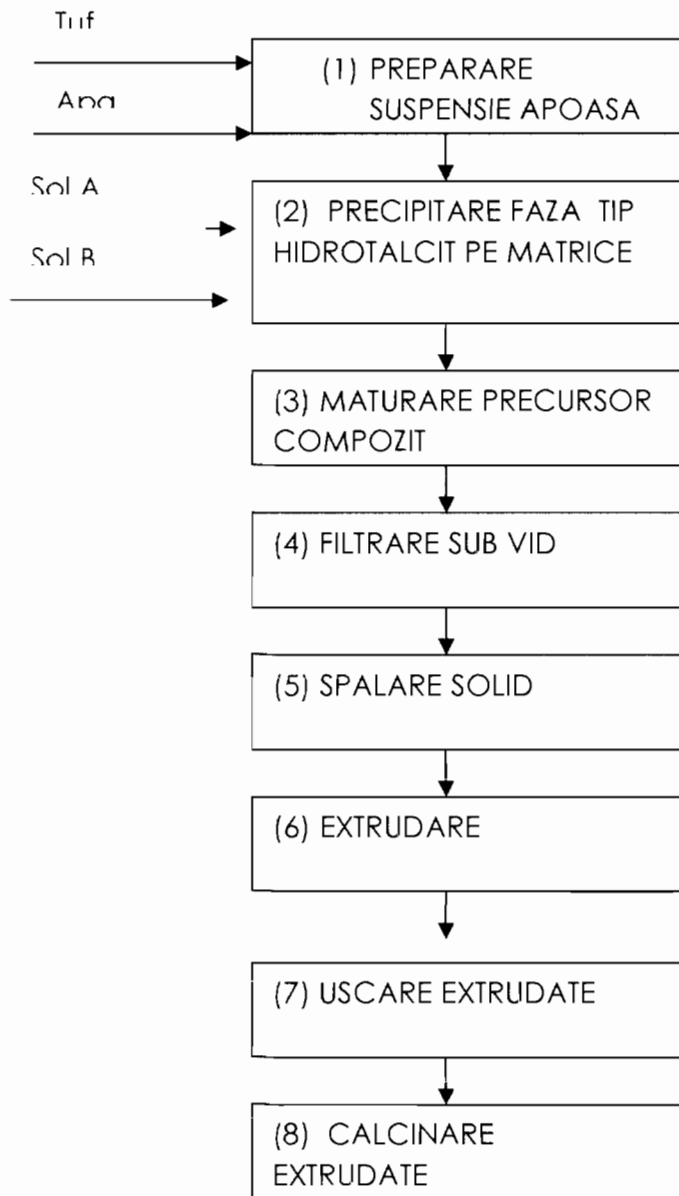 Tuf
(1) PREPARARE
SUSPENSIE APOASA
Apa
Sol A
(2) PRECIPITARE FAZA TIP
HIDROTALCIT PE MATRICE
Sol B
(3) MATURARE PRECURSOR
COMPOZIT
(4) FILTRARE SUB VID
(5) SPALARE SOLID
(6) EXTRUDARE
(7) USCARE EXTRUDATE
(8) CALCINARE
EXTRUDATE